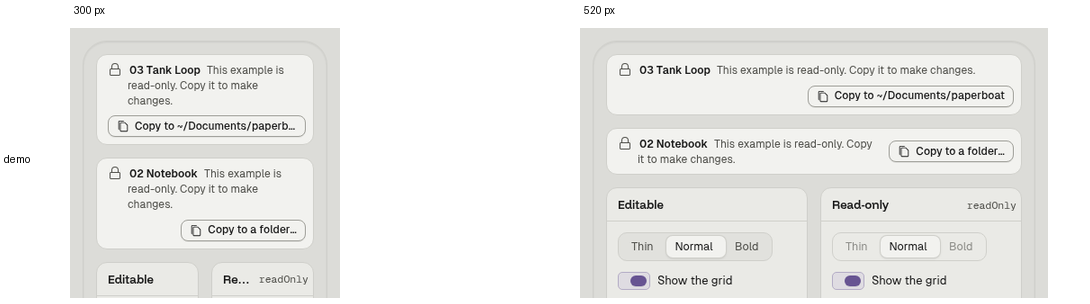 300 px
03 Tank Loop This example is
read-only. Copy it to make
changes.
Copy to ~/Documents/paperb…
02 Notebook This example is
read-only. Copy it to make
changes.
Copy to a folder…
Editable
Re… readOnly
demo
520 px
03 Tank Loop This example is read-only. Copy it to make changes.
Copy to ~/Documents/paperboat
02 Notebook This example is read-only. Copy
it to make changes.
Copy to a folder…
Editable
Thin Normal Bold
Show the grid
Read-only readOnly
Thin Normal Bold
Show the grid